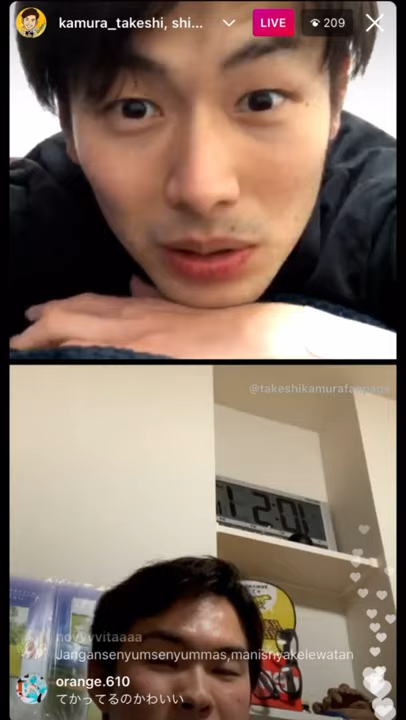 kamura_takeshi, shi...
LIVE
209
@takeshikamurafanpage
12:01
novyyvitaaaa
Jangansenyumsenyummas,manisnyakelewatan
orange.610
てかってるのかわいい